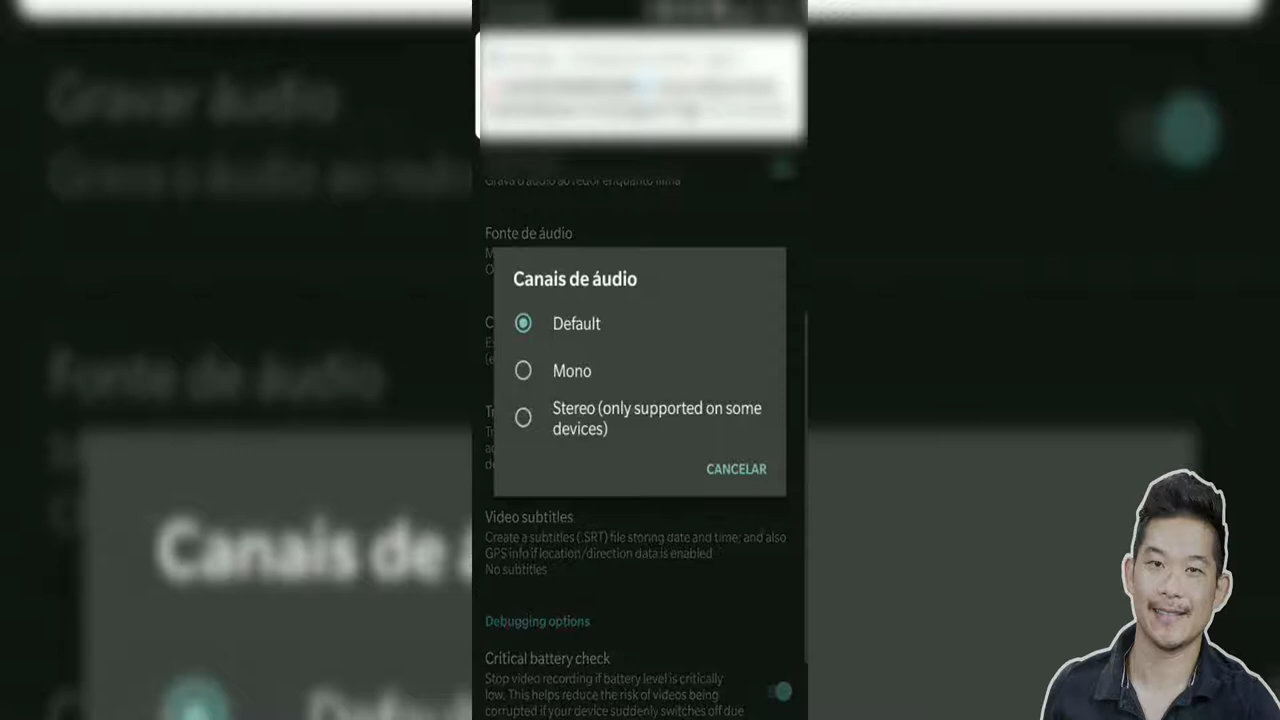 Gravar áudio
Grava o áudio ao redor enquanto filma
Fonte de áudio
Canais de áudio
Default
Mono
Stereo (only supported on some
devices)
CANCELAR
Video subtitles
Create a subtitles (.SRT) file storing date and time; and also
GPS info if location/direction data is enabled
No subtitles
Debugging options
Critical battery check
Stop video recording if battery level is critically
low. This helps reduce the risk of videos being
corrupted if your device suddenly switches off due
Fonte de áudio
Canais de á
Defaul